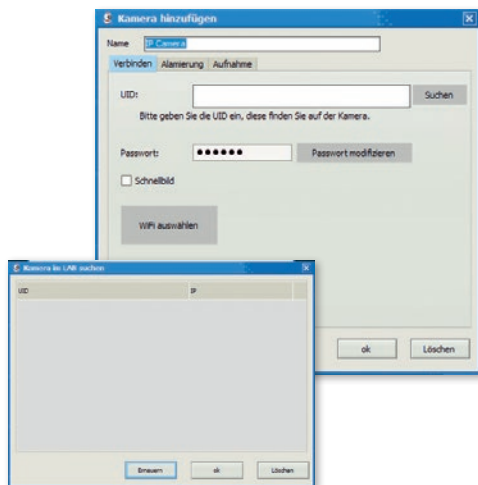 Kamera hinzufügen
Name IP Camera
Verbinden Alamierung Aufnahme
UID: Suchen
Bitte geben Sie die UID ein, diese finden Sie auf der Kamera.
Passwort: ●●●●●● Passwort modifizieren
Schnellbild
WiFi auswählen
ok Löschen
Kamera im LAN suchen
UID IP
Erneuern ok Löschen